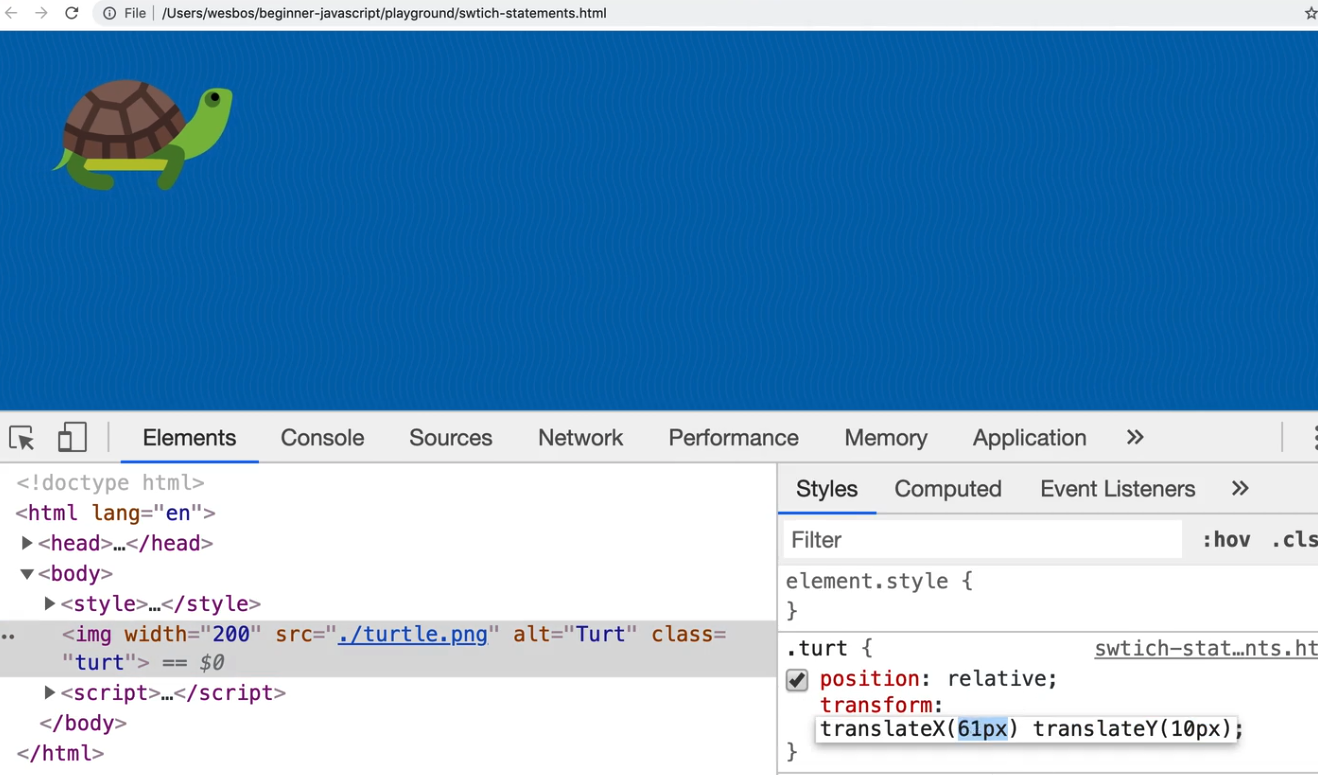 File | /Users/wesbos/beginner-javascript/playground/swtich-statements.html
Elements Console Sources Network Performance Memory Application »
<!doctype html>
<html lang="en">
<head>…</head>
<body>
<style>…</style>
<img width="200" src="./turtle.png" alt="Turt" class=
"turt"> == $0
<script>…</script>
</body>
</html>
Styles Computed Event Listeners »
Filter :hov .cls
element.style {
}
.turt { swtich-stat…nts.ht
position: relative;
transform:
translateX(61px) translateY(10px);
}